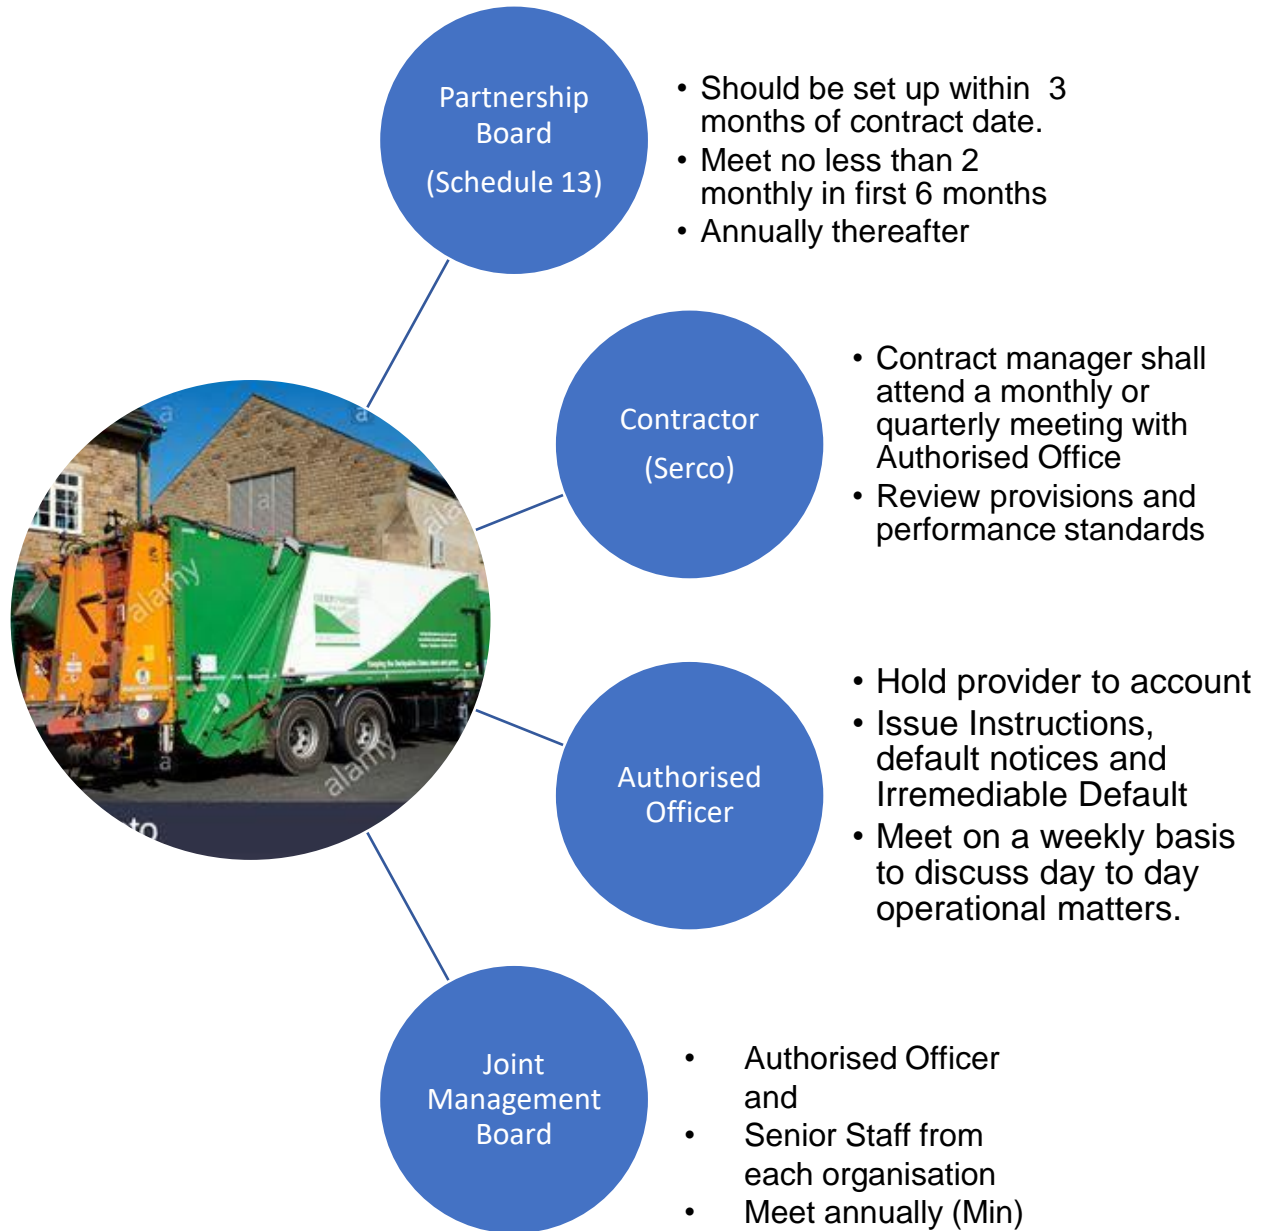 Partnership
Board
(Schedule 13)
• Should be set up within 3
months of contract date.
• Meet no less than 2
monthly in first 6 months
• Annually thereafter
Contractor
(Serco)
• Contract manager shall
attend a monthly or
quarterly meeting with
Authorised Office
• Review provisions and
performance standards
a
a
a
alamy
alamy
a
a
alamy
to
Authorised
Officer
• Hold provider to account
• Issue Instructions,
default notices and
Irremediable Default
• Meet on a weekly basis
to discuss day to day
operational matters.
Joint
Management
Board
• Authorised Officer
and
• Senior Staff from
each organisation
• Meet annually (Min)